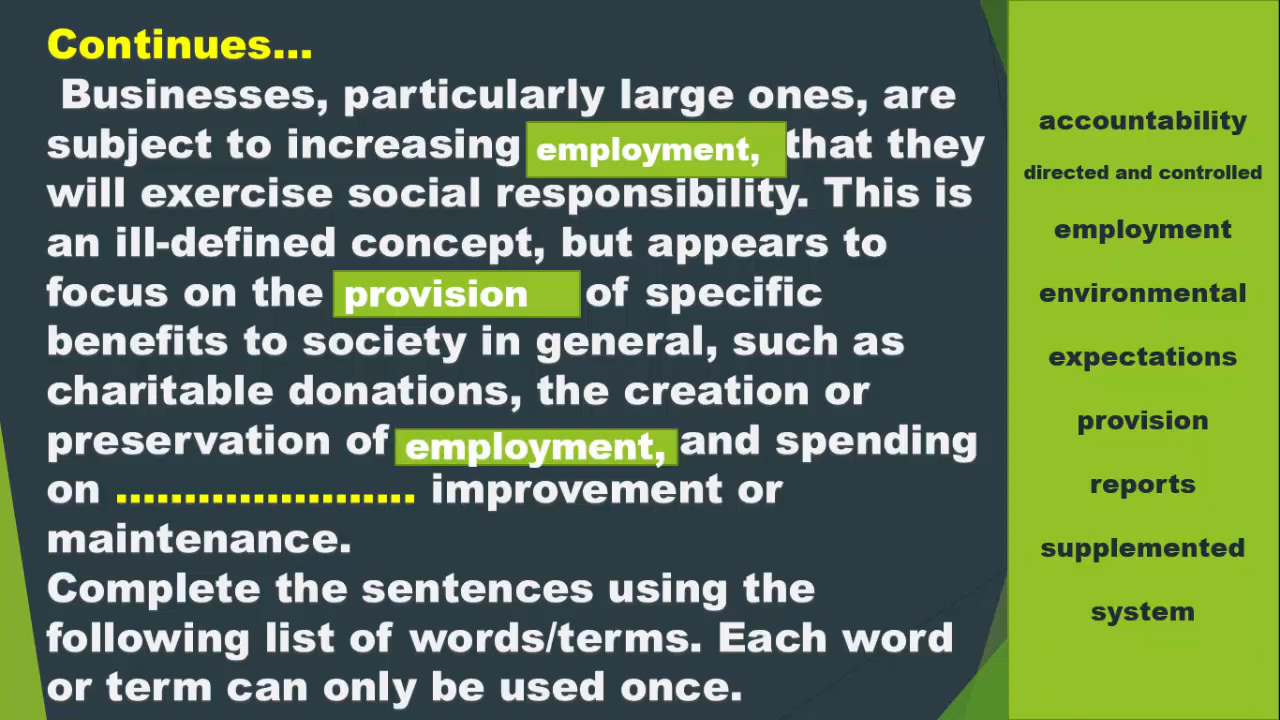 Continues...
Businesses, particularly large ones, are
subject to increasing employment, that they
will exercise social responsibility. This is
an ill-defined concept, but appears to
focus on the provision of specific
benefits to society in general, such as
charitable donations, the creation or
preservation of employment, and spending
on ...................... improvement or
maintenance.
Complete the sentences using the
following list of words/terms. Each word
or term can only be used once.
accountability
directed and controlled
employment
environmental
expectations
provision
reports
supplemented
system